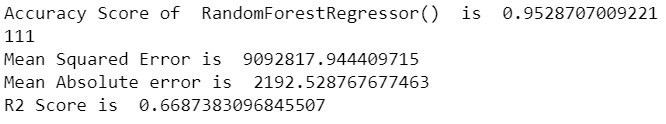 Accuracy Score of  RandomForestRegressor()  is  0.9528707009221
111
Mean Squared Error is  9092817.944409715
Mean Absolute error is  2192.528767677463
R2 Score is  0.6687383096845507